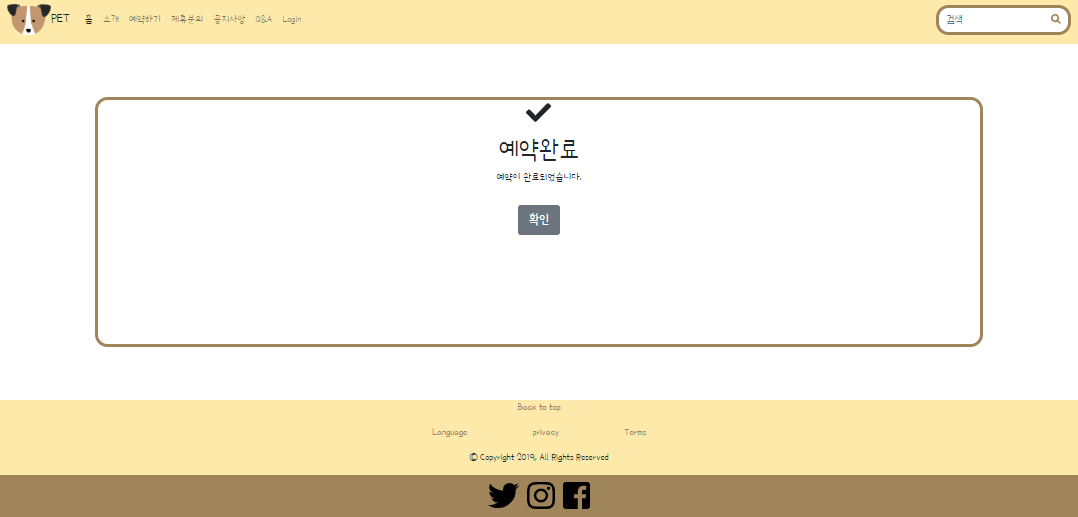 PET 홈 소개 예약하기 제휴문의 공지사항 Q&A Login 검색
예약완료
예약이 완료되었습니다.
확인
Back to top
Language privacy Terms
© Copyright 2019, All Rights Reserved